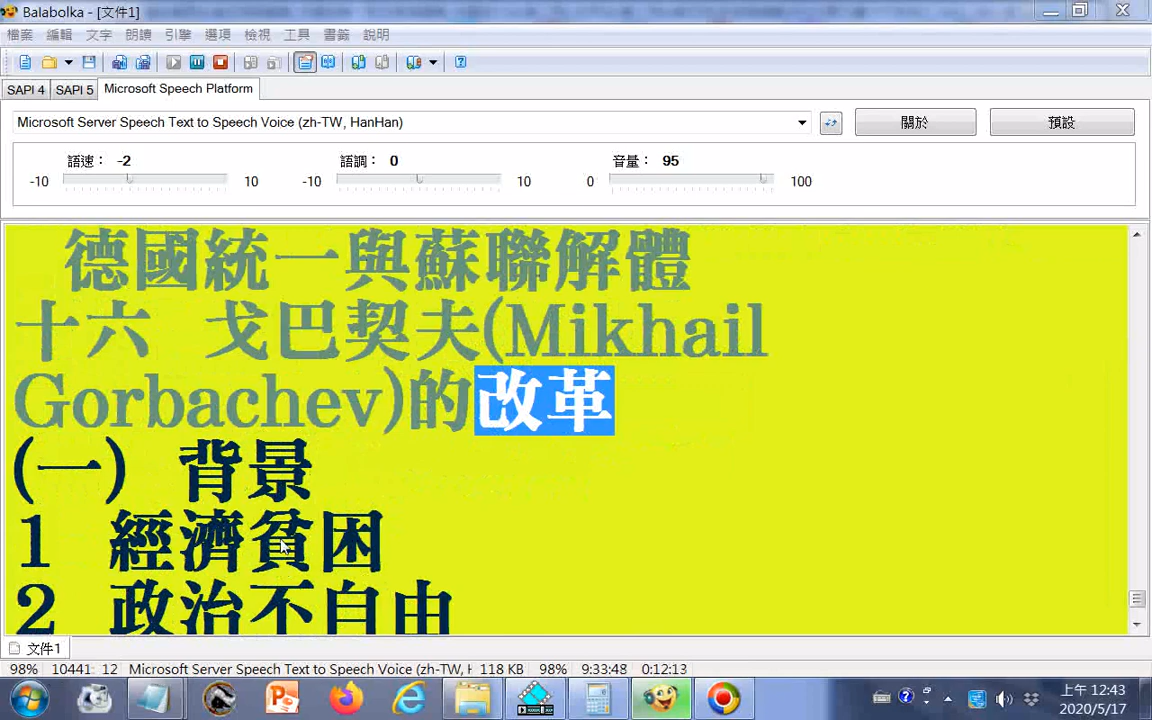 Balabolka - [文件1]
檔案 編輯 文字 朗讀 引擎 選項 檢視 工具 書籤 說明
SAPI 4 SAPI 5 Microsoft Speech Platform
Microsoft Server Speech Text to Speech Voice (zh-TW, HanHan) 關於 預設
語速： -2 語調： 0 音量： 95
-10 10 -10 10 0 100
德國統一與蘇聯解體
十六 戈巴契夫(Mikhail
Gorbachev)的改革
(一) 背景
1 經濟貧困
2 政治不自由
文件1
98% 10441: 12 Microsoft Server Speech Text to Speech Voice (zh-TW, H 118 KB 98% 9:33:48 0:12:13
上午 12:43
2020/5/17